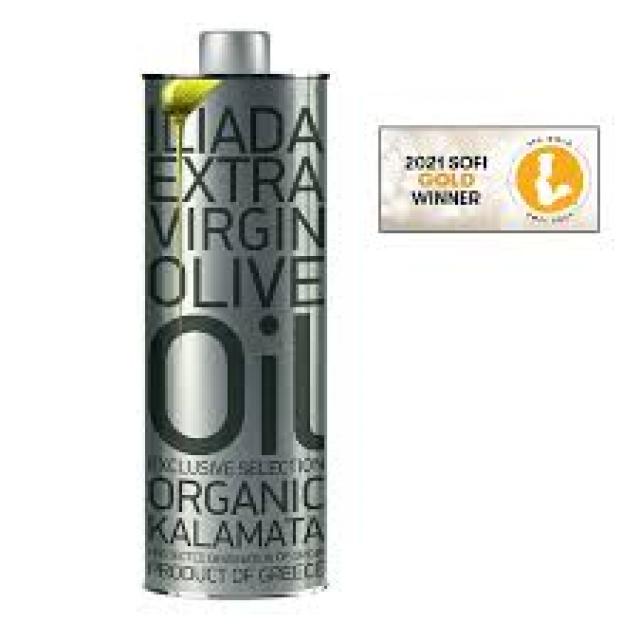 ILIADA
EXTRA
VIRGIN
OLIVE
Oil
EXCLUSIVE SELECTION
ORGANIC
KALAMATA
PRODUCT OF GREECE
2021 SOFI
GOLD
WINNER